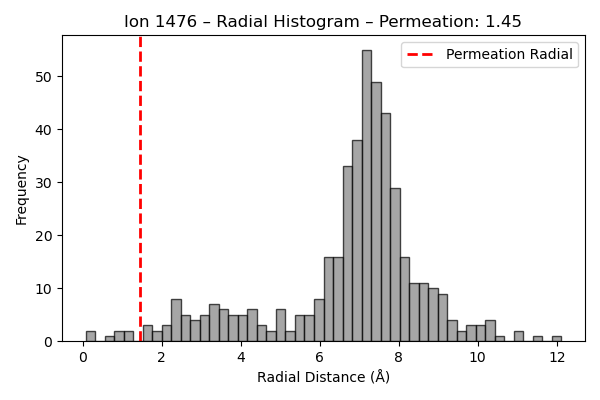 Ion 1476 – Radial Histogram – Permeation: 1.45
Permeation Radial
Frequency
50
40
30
20
10
0
0 2 4 6 8 10 12
Radial Distance (Å)